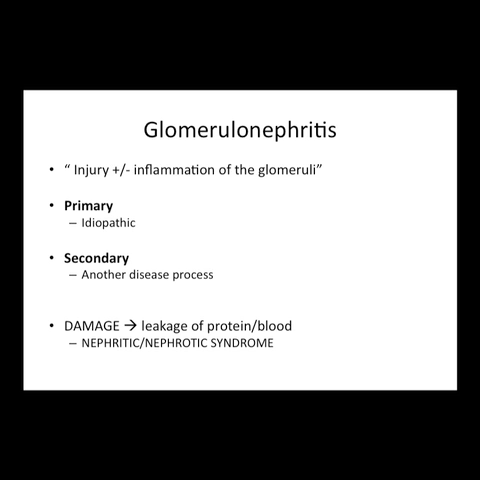 Glomerulonephritis
• “ Injury +/- inflammation of the glomeruli”
• Primary
– Idiopathic
• Secondary
– Another disease process
• DAMAGE → leakage of protein/blood
– NEPHRITIC/NEPHROTIC SYNDROME